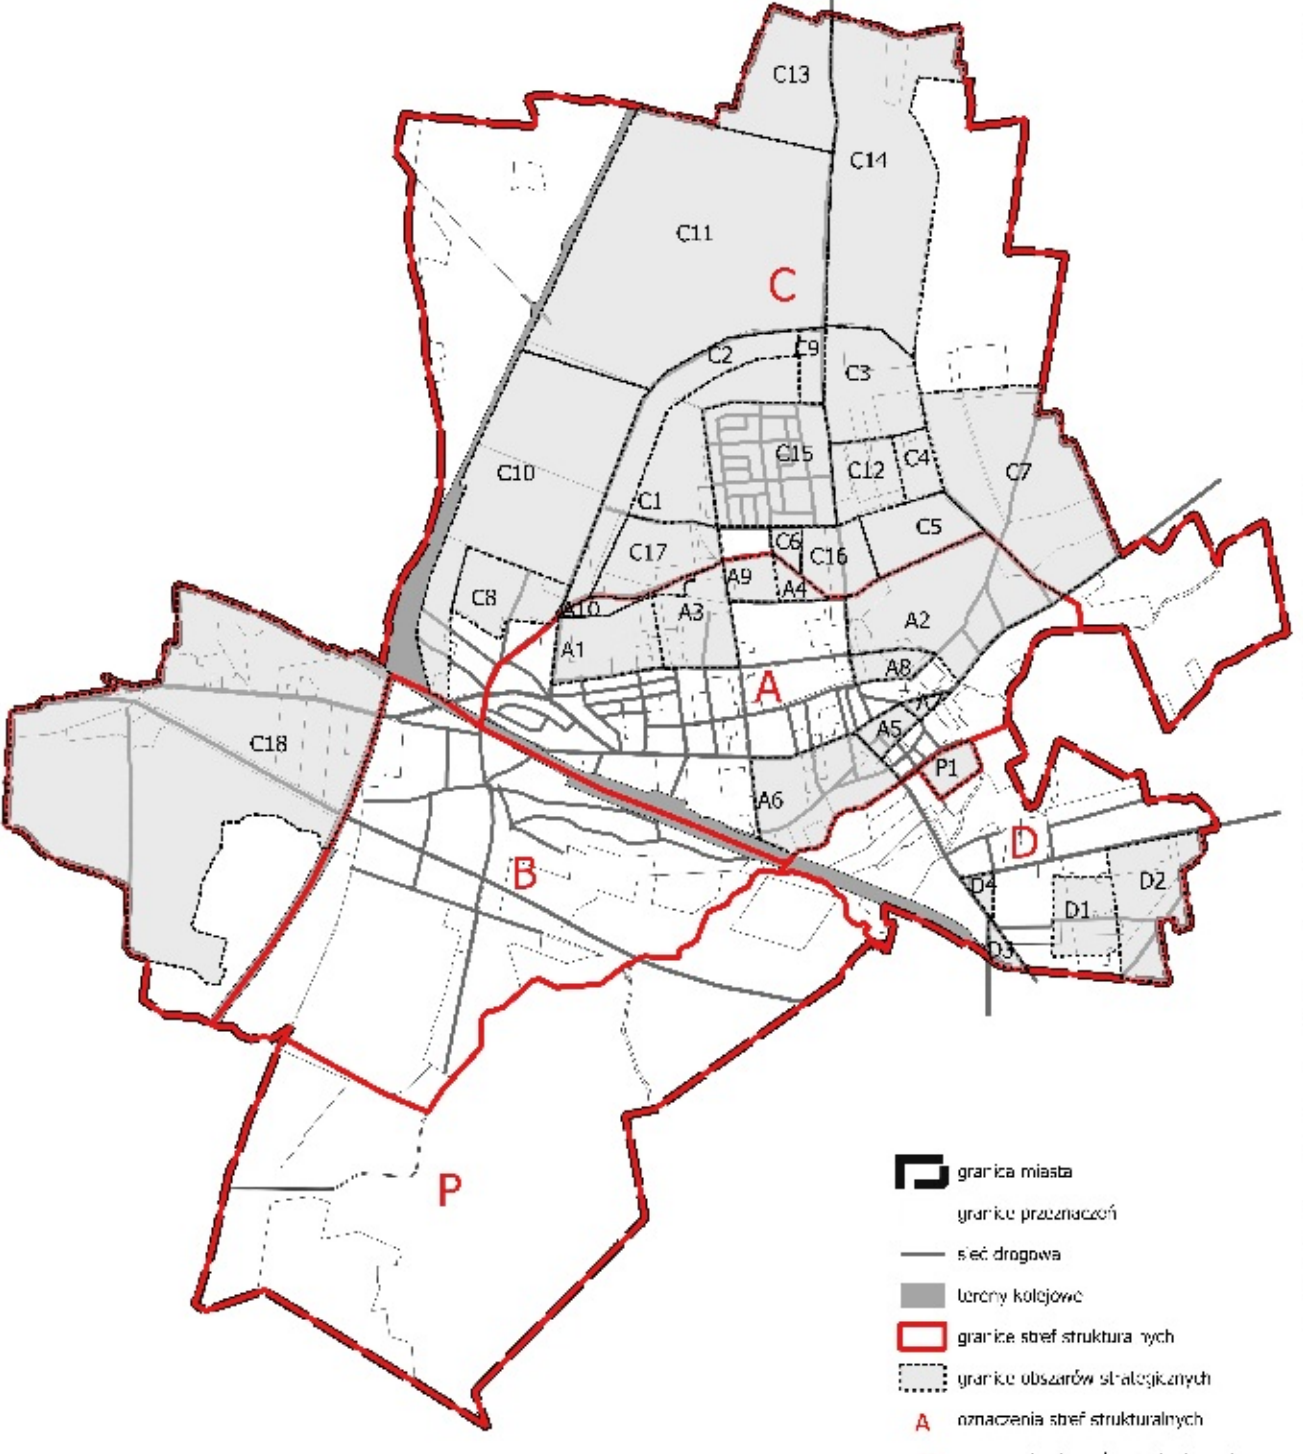 C13
C14
C11
C
C2
C9
C3
C15
C10
C12
C4
C7
C1
C5
C17
C6
C16
A9
A4
C8
A10
A3
A2
A1
A8
A
C18
A5
P1
A6
D
B
D4
D2
D1
D3
P
granica miasta
granice przeznaczeń
sieć drogowa
tereny kolejowe
granice stref struktura nych
granice obszarów strategicznych
A oznaczenia stref strukturalnych